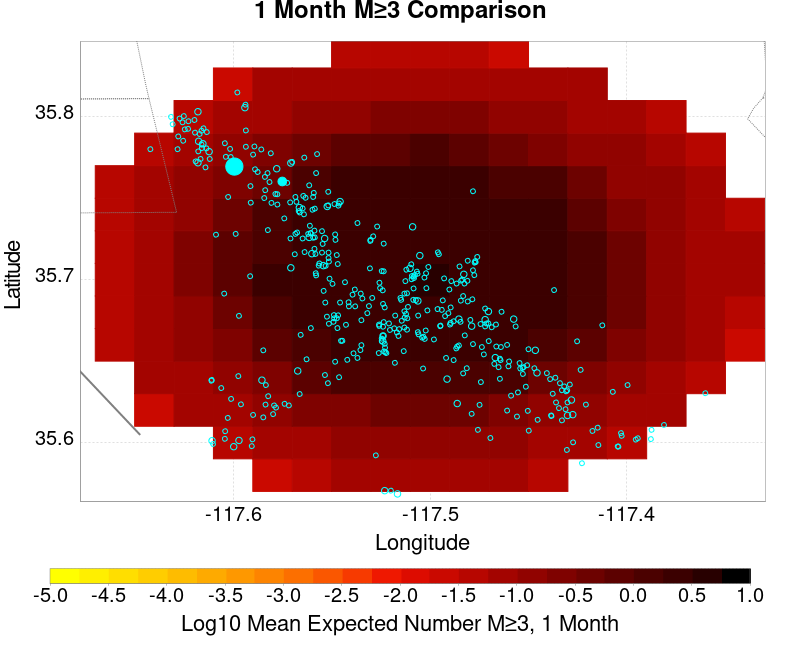 1 Month M≥3 Comparison
35.8
35.7
35.6
Latitude
-117.6 -117.5 -117.4
Longitude
-5.0 -4.5 -4.0 -3.5 -3.0 -2.5 -2.0 -1.5 -1.0 -0.5 0.0 0.5 1.0
Log10 Mean Expected Number M≥3, 1 Month